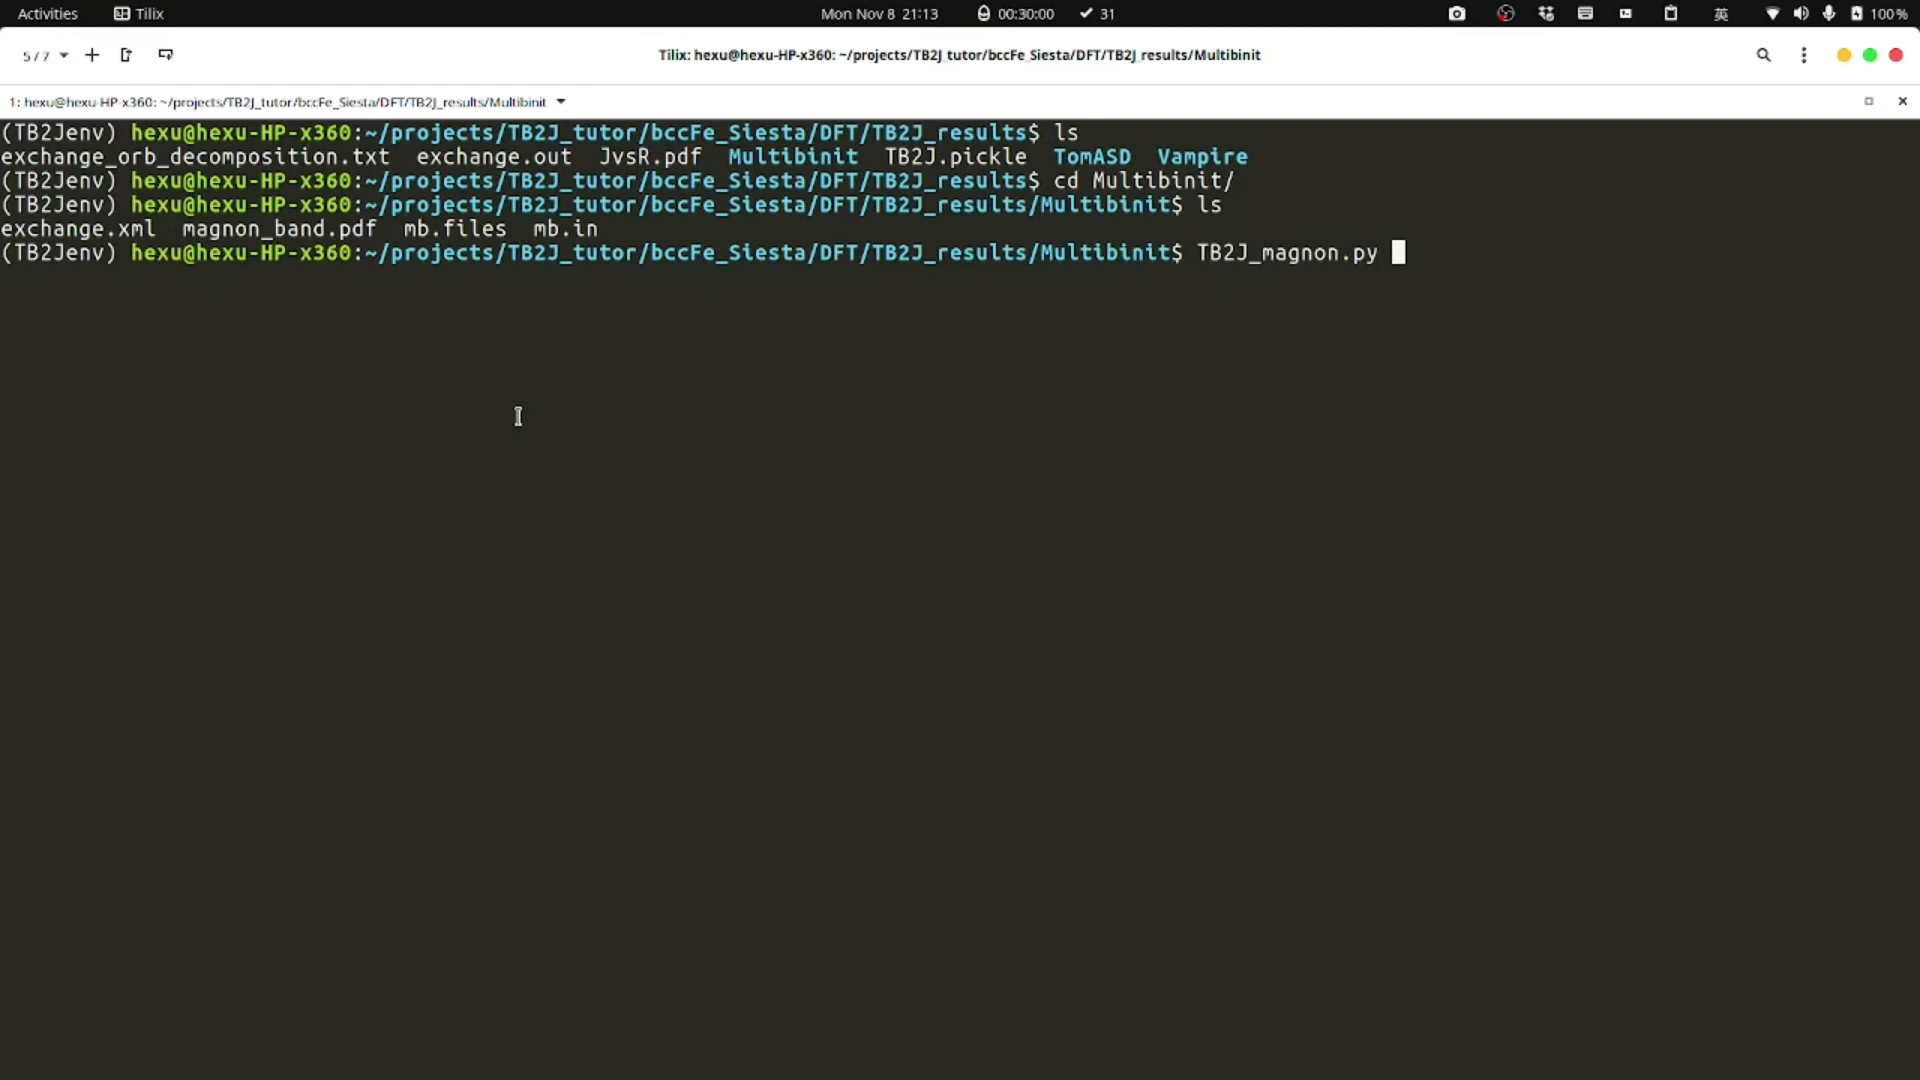 Activities Tilix Mon Nov 8 21:13 00:30:00 31 英 100%
5/7 Tilix: hexu@hexu-HP-x360: ~/projects/TB2J_tutor/bccFe_Siesta/DFT/TB2J_results/Multibinit
1: hexu@hexu-HP-x360: ~/projects/TB2J_tutor/bccFe_Siesta/DFT/TB2J_results/Multibinit
(TB2Jenv) hexu@hexu-HP-x360:~/projects/TB2J_tutor/bccFe_Siesta/DFT/TB2J_results$ ls
exchange_orb_decomposition.txt exchange.out JvsR.pdf Multibinit TB2J.pickle TomASD Vampire
(TB2Jenv) hexu@hexu-HP-x360:~/projects/TB2J_tutor/bccFe_Siesta/DFT/TB2J_results$ cd Multibinit/
(TB2Jenv) hexu@hexu-HP-x360:~/projects/TB2J_tutor/bccFe_Siesta/DFT/TB2J_results/Multibinit$ ls
exchange.xml magnon_band.pdf mb.files mb.in
(TB2Jenv) hexu@hexu-HP-x360:~/projects/TB2J_tutor/bccFe_Siesta/DFT/TB2J_results/Multibinit$ TB2J_magnon.py